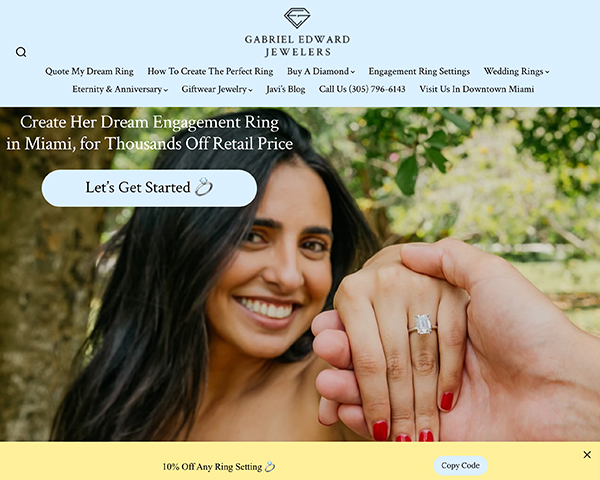 GABRIEL EDWARD
JEWELERS
Quote My Dream Ring How To Create The Perfect Ring Buy A Diamond Engagement Ring Settings Wedding Rings
Eternity & Anniversary Giftwear Jewelry Javi's Blog Call Us (305) 796-6143 Visit Us In Downtown Miami
Create Her Dream Engagement Ring
in Miami, for Thousands Off Retail Price
Let's Get Started
10% Off Any Ring Setting Copy Code